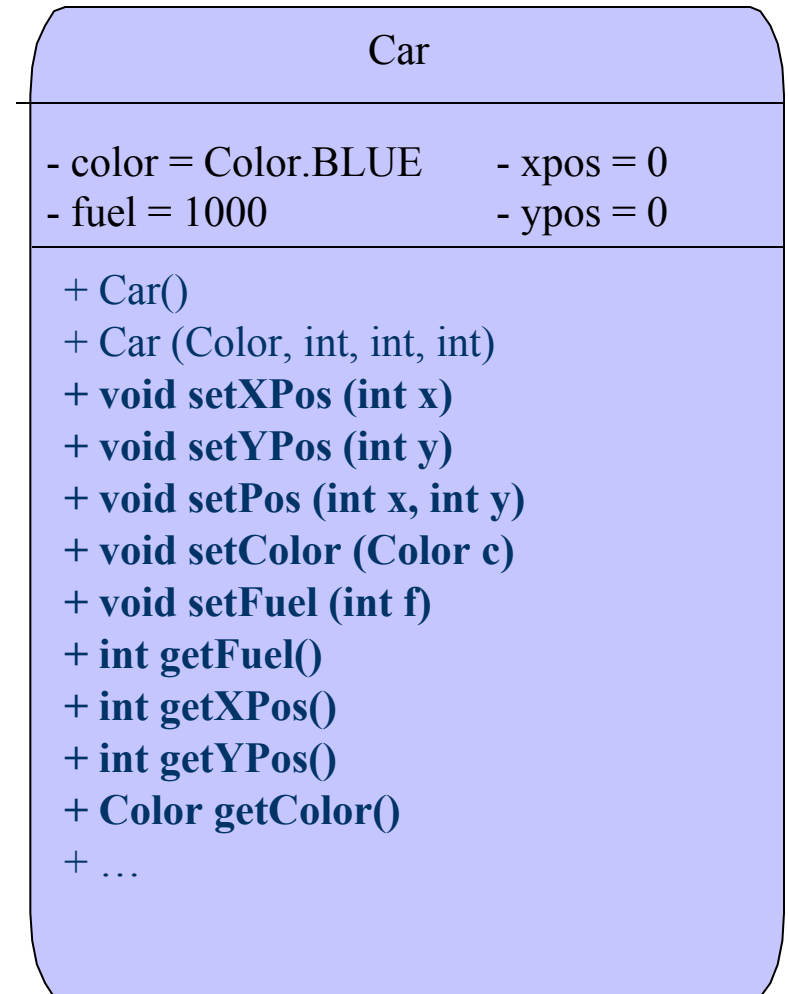 Car
- color = Color.BLUE - xpos = 0
- fuel = 1000 - ypos = 0
+ Car()
+ Car (Color, int, int, int)
+ void setXPos (int x)
+ void setYPos (int y)
+ void setPos (int x, int y)
+ void setColor (Color c)
+ void setFuel (int f)
+ int getFuel()
+ int getXPos()
+ int getYPos()
+ Color getColor()
+ …